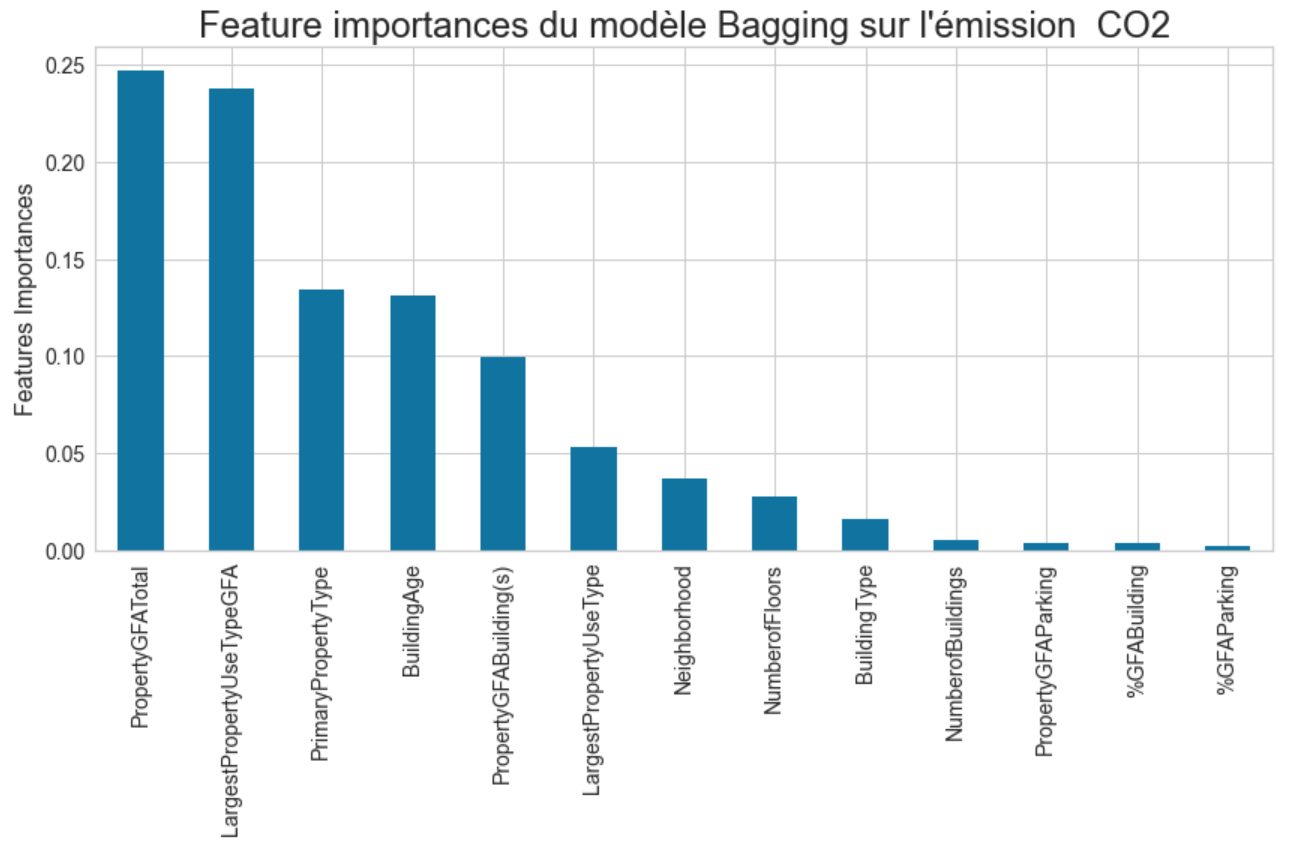 Feature importances du modèle Bagging sur l'émission  CO2
Features Importances
0.25
0.20
0.15
0.10
0.05
0.00
PropertyGFATotal
LargestPropertyUseTypeGFA
PrimaryPropertyType
BuildingAge
PropertyGFABuilding(s)
LargestPropertyUseType
Neighborhood
NumberofFloors
BuildingType
NumberofBuildings
PropertyGFAParking
%GFABuilding
%GFAParking